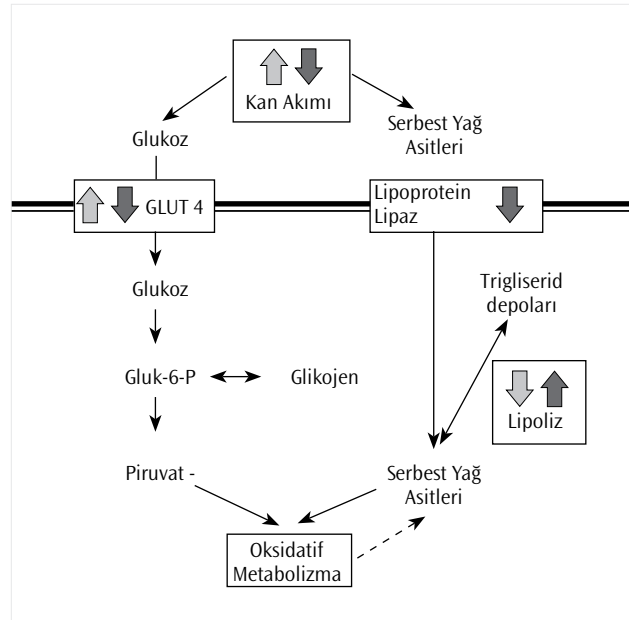 Kan Akımı
Glukoz
Serbest Yağ
Asitleri
GLUT 4
Lipoprotein
Lipaz
Glukoz
Trigliserid
depoları
Gluk-6-P
Glikojen
Lipoliz
Piruvat -
Serbest Yağ
Asitleri
Oksidatif
Metabolizma